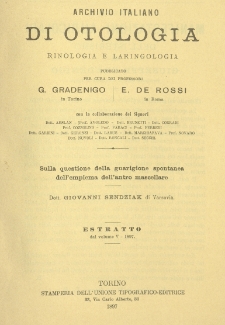 ARCHIVIO ITALIANO
DI OTOLOGIA
RINOLOGIA E LARINGOLOGIA
PUBBLICATO
PER CURA DEI PROFESSORI
G. GRADENIGO E. DE ROSSI
in Torino in Roma
con la collaborazione dei Signori
Sulla questione della guarigione spontanea
dell'empiema dell'antro mascellare
Dott. GIOVANNI SENDZIAK di Varsavia
ESTRATTO
dal volume V - 1897.
TORINO
STAMPERIA DELL'UNIONE TIPOGRAFICO-EDITRICE
33, Via Carlo Alberto, 33
1897